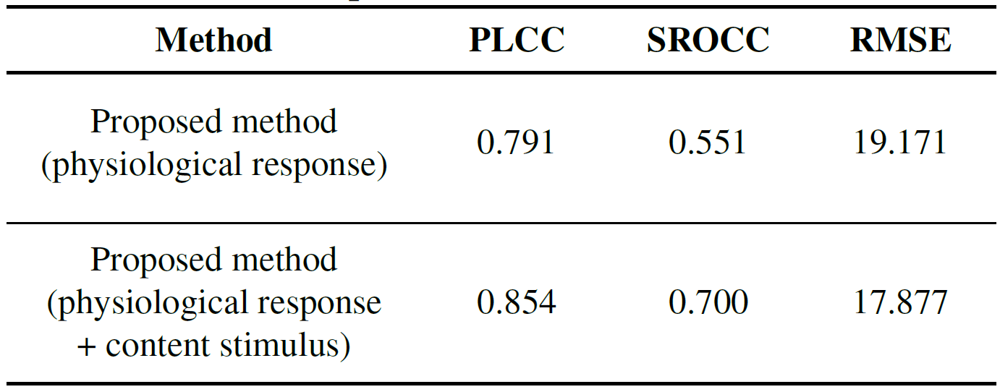 Method PLCC SROCC RMSE
Proposed method
(physiological response) 0.791 0.551 19.171
Proposed method
(physiological response
+ content stimulus) 0.854 0.700 17.877